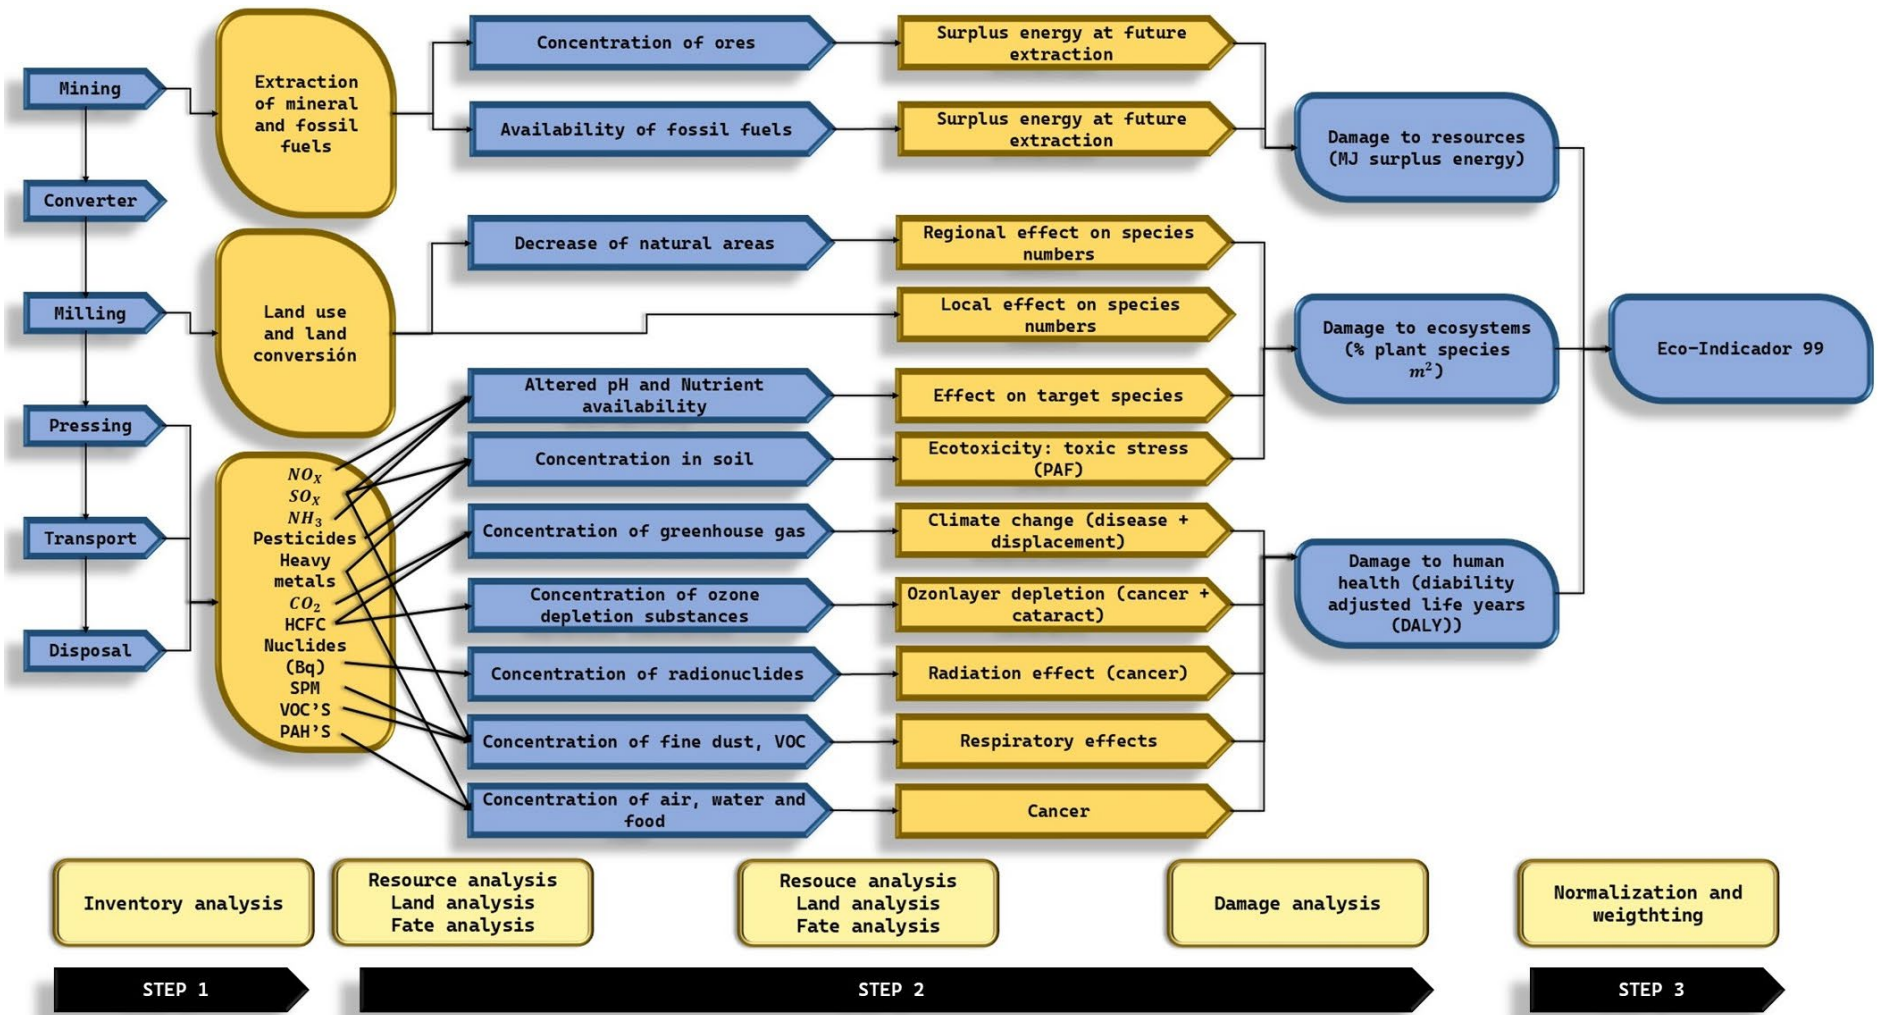 Mining
Converter
Milling
Pressing
Transport
Disposal
Extraction
of mineral
and fossil
fuels
Land use
and land
conversión
NO_X
SO_X
NH_3
Pesticides
Heavy
metals
CO_2
HCFC
Nuclides
(Bq)
SPM
VOC’S
PAH’S
Concentration of ores
Availability of fossil fuels
Decrease of natural areas
Altered pH and Nutrient
availability
Concentration in soil
Concentration of greenhouse gas
Concentration of ozone
depletion substances
Concentration of radionuclides
Concentration of fine dust, VOC
Concentration of air, water and
food
Surplus energy at future
extraction
Surplus energy at future
extraction
Regional effect on species
numbers
Local effect on species
numbers
Effect on target species
Ecotoxicity: toxic stress
(PAF)
Climate change (disease +
displacement)
Ozonlayer depletion (cancer +
cataract)
Radiation effect (cancer)
Respiratory effects
Cancer
Damage to resources
(MJ surplus energy)
Damage to ecosystems
(% plant species
m²)
Damage to human
health (diability
adjusted life years
(DALY))
Eco-Indicador 99
Inventory analysis
Resource analysis
Land analysis
Fate analysis
Resouce analysis
Land analysis
Fate analysis
Damage analysis
Normalization and
weigthting
STEP 1
STEP 2
STEP 3